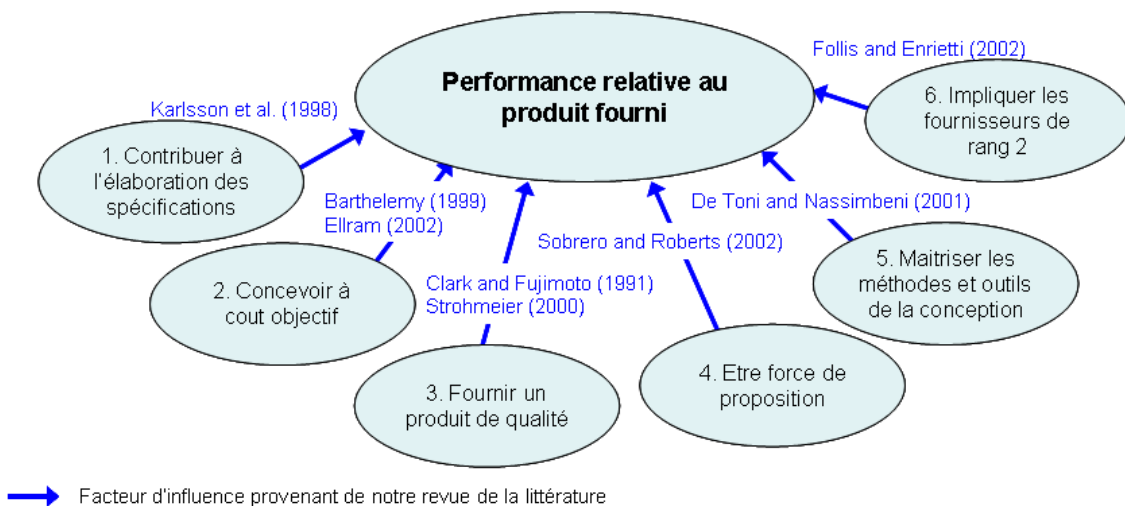 Performance relative au
produit fourni
Follis and Enrietti (2002)
6. Impliquer les
fournisseurs de
rang 2
Karlsson et al. (1998)
1. Contribuer à
l'élaboration des
spécifications
Barthelemy (1999)
Ellram (2002)
2. Concevoir à
cout objectif
Clark and Fujimoto (1991)
Strohmeier (2000)
3. Fournir un
produit de qualité
Sobrero and Roberts (2002)
4. Etre force de
proposition
De Toni and Nassimbeni (2001)
5. Maitriser les
méthodes et outils
de la conception
Facteur d'influence provenant de notre revue de la littérature